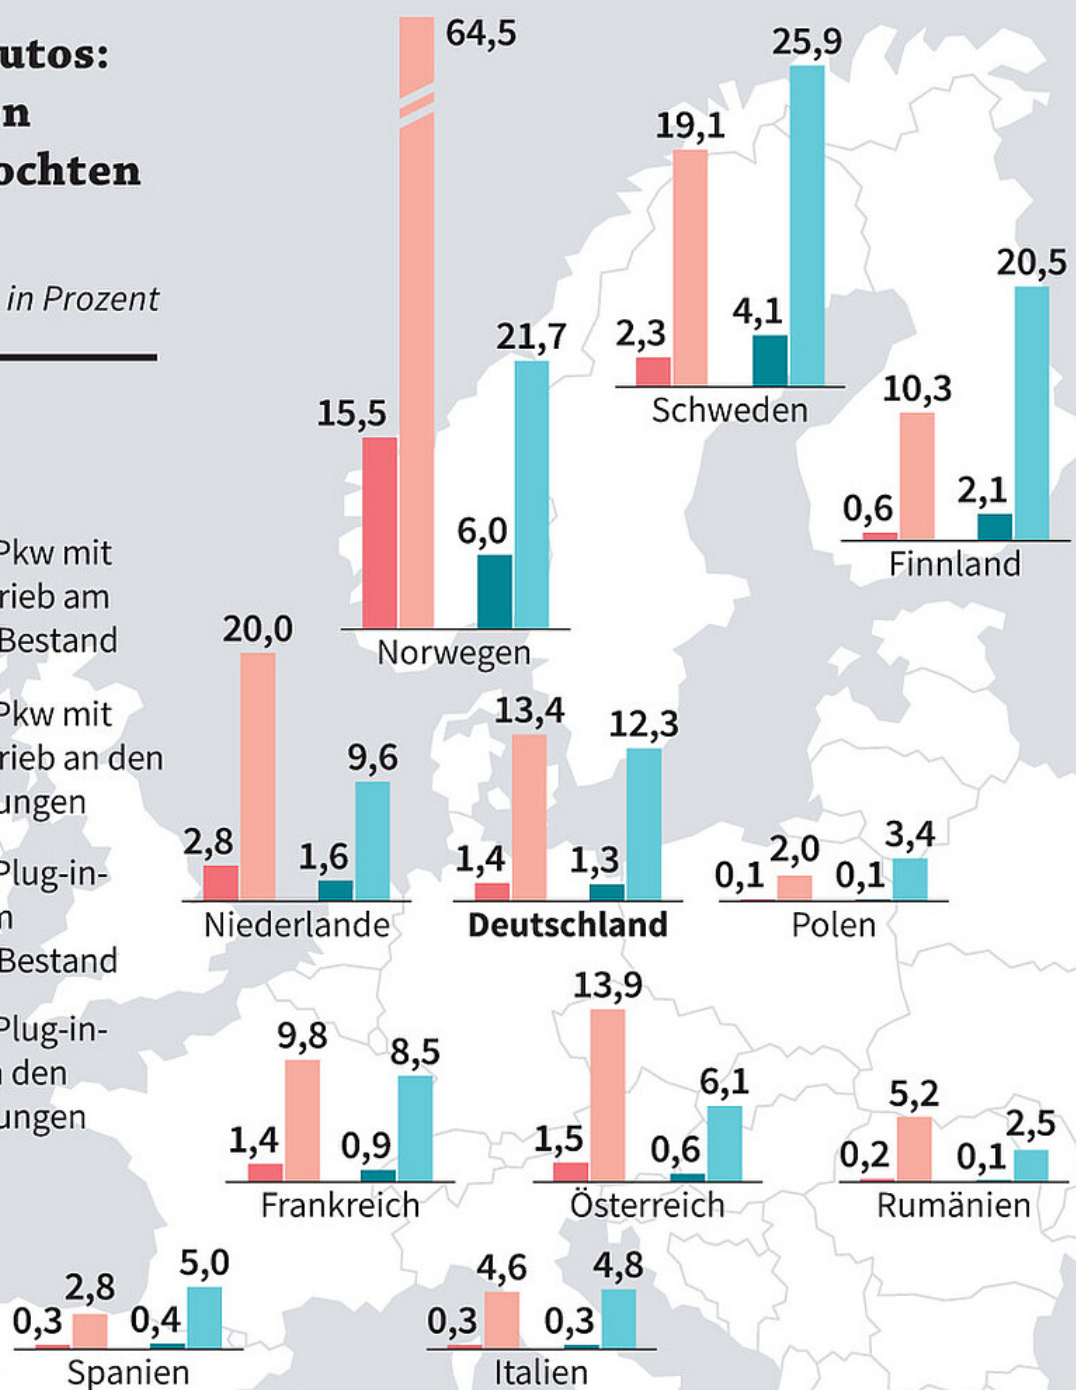 utos:
n
ochten
in Prozent
Pkw mit
rieb am
Bestand
Pkw mit
rieb an den
ungen
Plug-in-
m
Bestand
Plug-in-
den
ungen
64,5
15,5
6,0
21,7
Norwegen
2,3
19,1
4,1
25,9
Schweden
0,6
10,3
2,1
20,5
Finnland
2,8
20,0
1,6
9,6
Niederlande
1,4
13,4
1,3
12,3
Deutschland
0,1
2,0
0,1
3,4
Polen
1,4
9,8
0,9
8,5
Frankreich
1,5
13,9
0,6
6,1
Österreich
0,2
5,2
0,1
2,5
Rumänien
0,3
2,8
0,4
5,0
Spanien
0,3
4,6
0,3
4,8
Italien